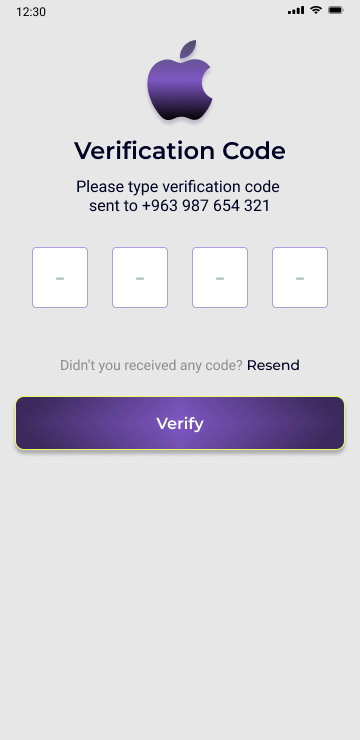 12:30
Verification Code
Please type verification code
sent to +963 987 654 321
– – – –
Didn't you received any code? Resend
Verify